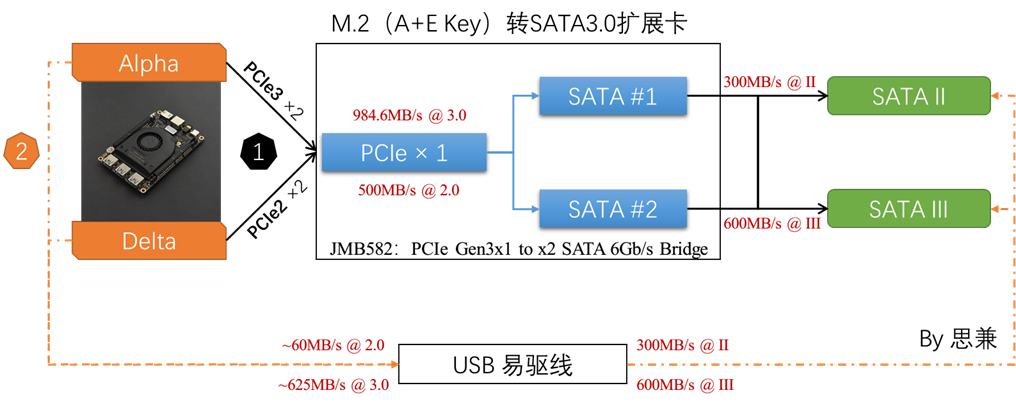 M.2（A+E Key）转SATA3.0扩展卡
Alpha
PCIe3 ×2
984.6MB/s @ 3.0
SATA #1
300MB/s @ II
SATA II
2
1
PCIe × 1
500MB/s @ 2.0
Delta
PCIe2 ×2
SATA #2
600MB/s @ III
SATA III
JMB582：PCIe Gen3x1 to x2 SATA 6Gb/s Bridge
By 思兼
~60MB/s @ 2.0
USB 易驱线
300MB/s @ II
~625MB/s @ 3.0
600MB/s @ III